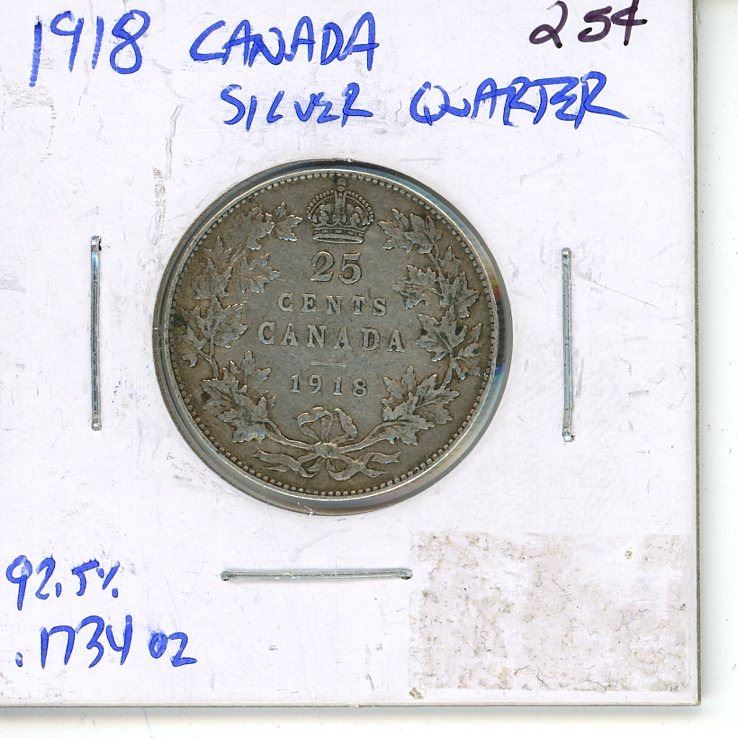 1918 CANADA 25¢
SILVER QUARTER
25
CENTS
CANADA
1918
92.5%
.1734 oz